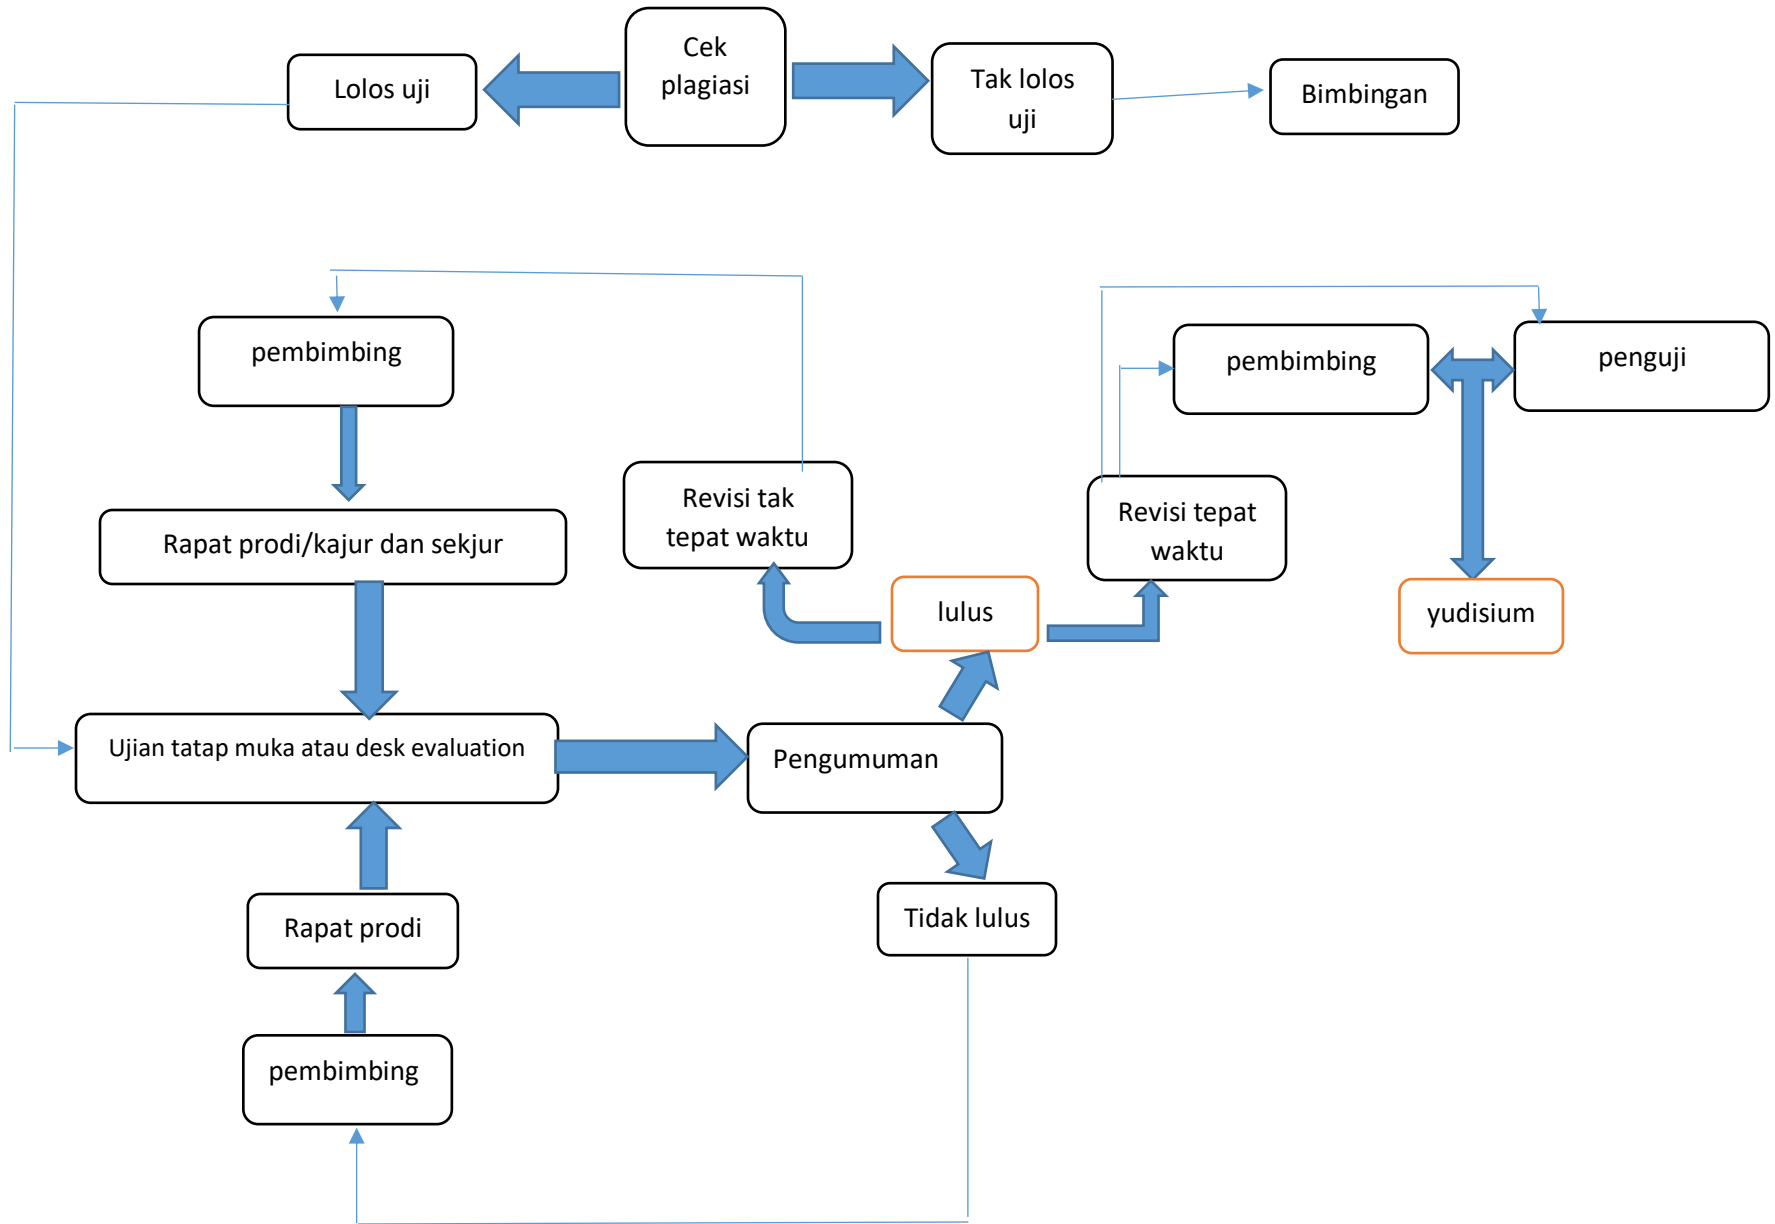 Cek
plagiasi
Lolos uji
Tak lolos
uji
Bimbingan
pembimbing
pembimbing
penguji
Revisi tak
tepat waktu
Revisi tepat
waktu
Rapat prodi/kajur dan sekjur
lulus
yudisium
Ujian tatap muka atau desk evaluation
Pengumuman
Rapat prodi
Tidak lulus
pembimbing